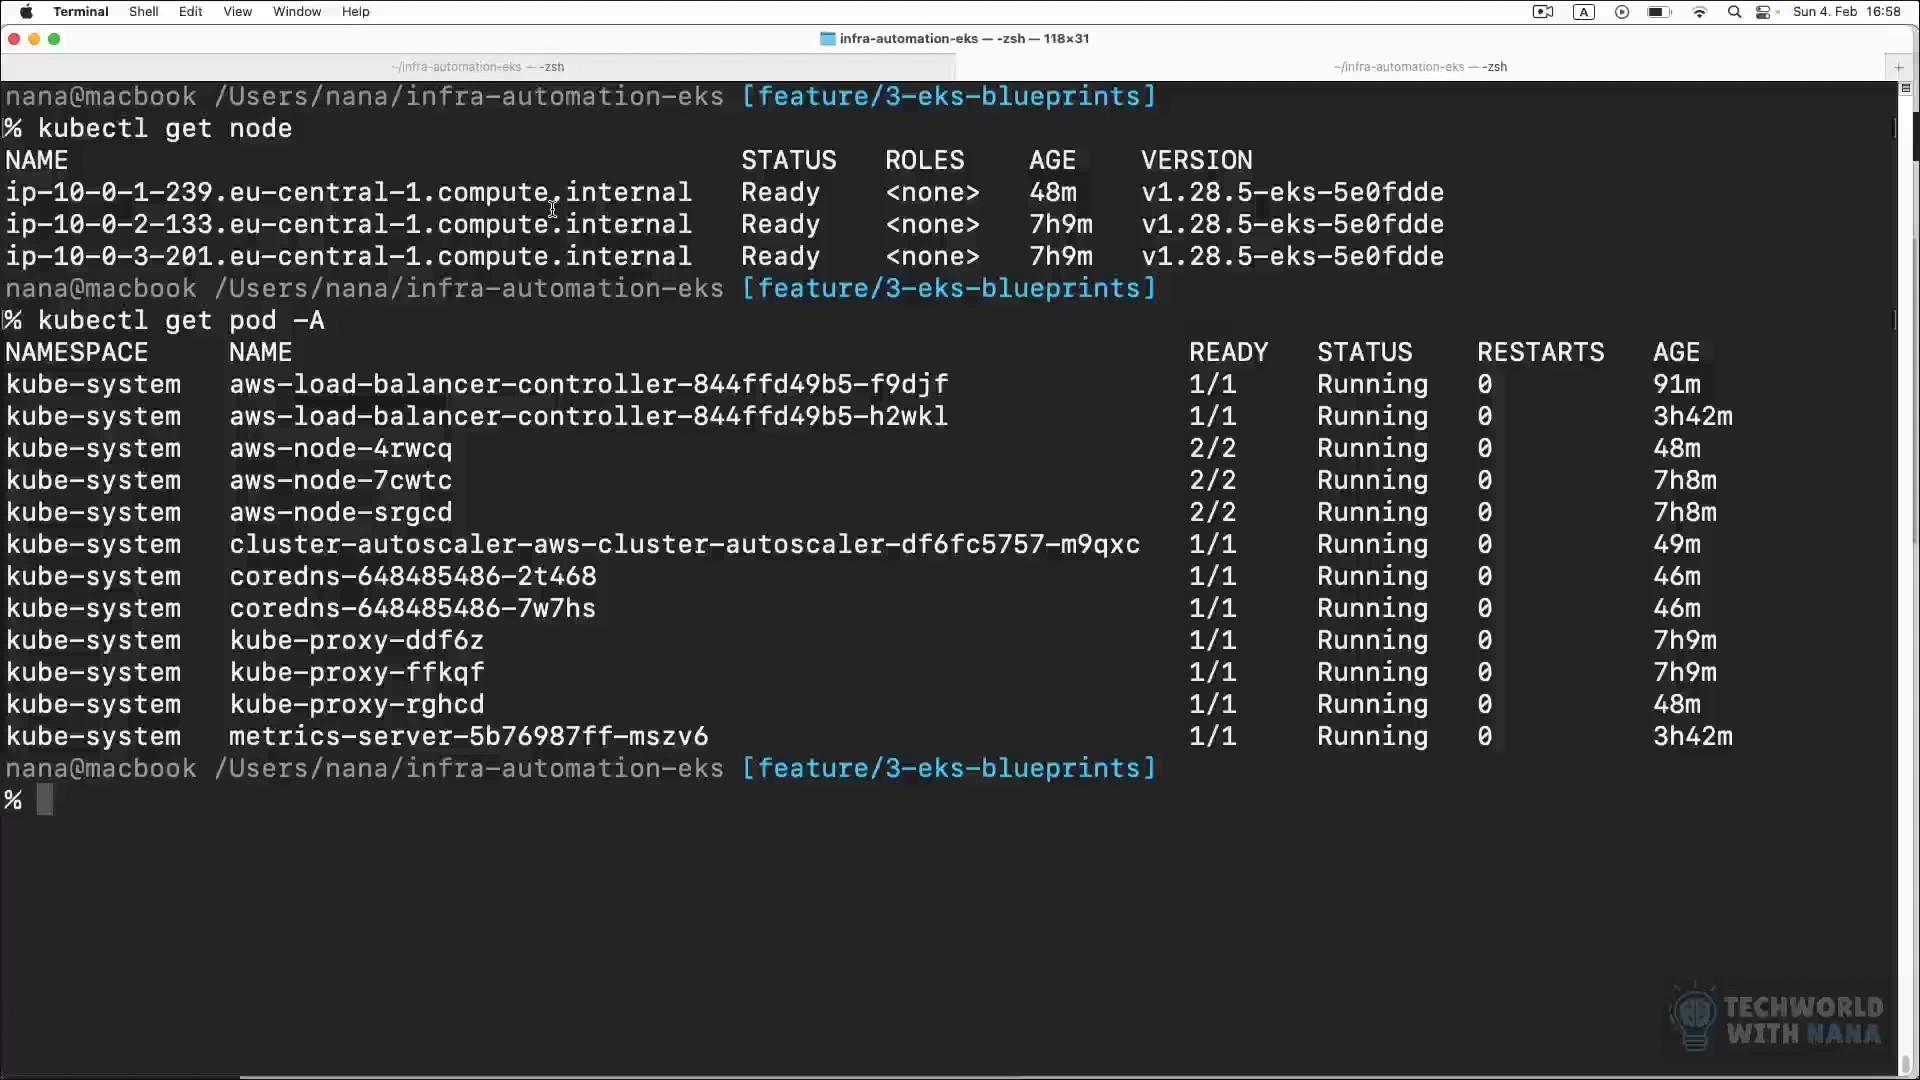 Terminal Shell Edit View Window Help A Sun 4. Feb 16:58
infra-automation-eks — -zsh — 118×31
~/infra-automation-eks — -zsh ~/infra-automation-eks — -zsh +
nana@macbook /Users/nana/infra-automation-eks [feature/3-eks-blueprints]
% kubectl get node
NAME STATUS ROLES AGE VERSION
ip-10-0-1-239.eu-central-1.compute.internal Ready <none> 48m v1.28.5-eks-5e0fdde
ip-10-0-2-133.eu-central-1.compute.internal Ready <none> 7h9m v1.28.5-eks-5e0fdde
ip-10-0-3-201.eu-central-1.compute.internal Ready <none> 7h9m v1.28.5-eks-5e0fdde
nana@macbook /Users/nana/infra-automation-eks [feature/3-eks-blueprints]
% kubectl get pod -A
NAMESPACE NAME READY STATUS RESTARTS AGE
kube-system aws-load-balancer-controller-844ffd49b5-f9djf 1/1 Running 0 91m
kube-system aws-load-balancer-controller-844ffd49b5-h2wkl 1/1 Running 0 3h42m
kube-system aws-node-4rwcq 2/2 Running 0 48m
kube-system aws-node-7cwtc 2/2 Running 0 7h8m
kube-system aws-node-srgcd 2/2 Running 0 7h8m
kube-system cluster-autoscaler-aws-cluster-autoscaler-df6fc5757-m9qxc 1/1 Running 0 49m
kube-system coredns-648485486-2t468 1/1 Running 0 46m
kube-system coredns-648485486-7w7hs 1/1 Running 0 46m
kube-system kube-proxy-ddf6z 1/1 Running 0 7h9m
kube-system kube-proxy-ffkqf 1/1 Running 0 7h9m
kube-system kube-proxy-rghcd 1/1 Running 0 48m
kube-system metrics-server-5b76987ff-mszv6 1/1 Running 0 3h42m
nana@macbook /Users/nana/infra-automation-eks [feature/3-eks-blueprints]
%
TECHWORLD
WITH NANA